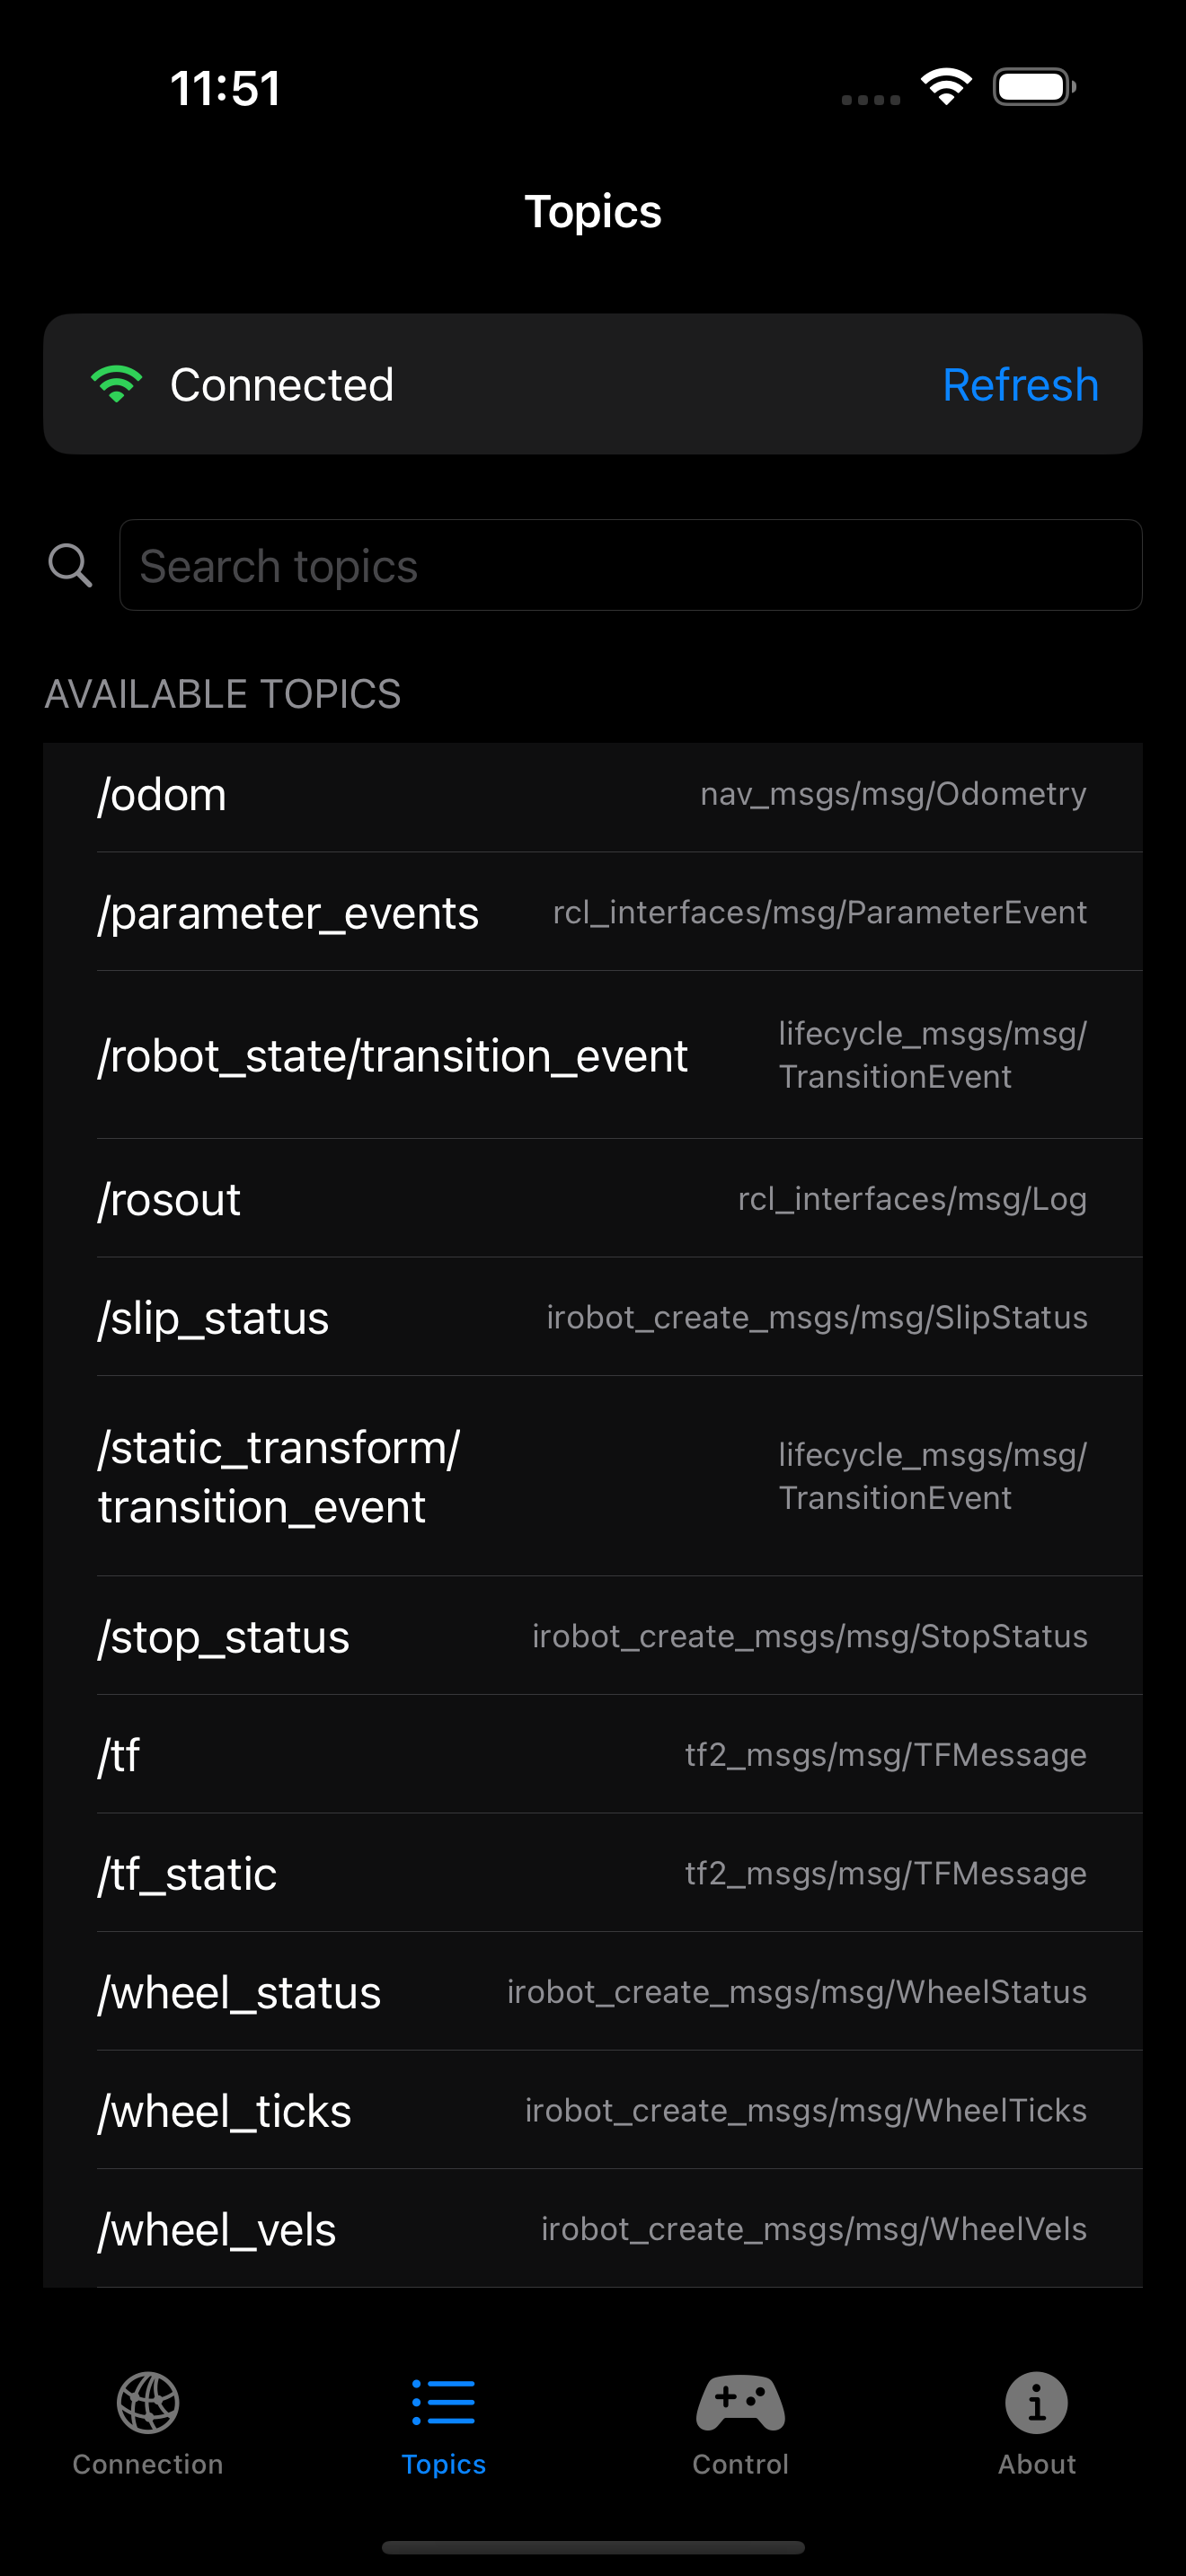 11:51
Topics
Connected Refresh
Search topics
AVAILABLE TOPICS
/odom nav_msgs/msg/Odometry
/parameter_events rcl_interfaces/msg/ParameterEvent
/robot_state/transition_event lifecycle_msgs/msg/
TransitionEvent
/rosout rcl_interfaces/msg/Log
/slip_status irobot_create_msgs/msg/SlipStatus
/static_transform/
transition_event
lifecycle_msgs/msg/
TransitionEvent
/stop_status irobot_create_msgs/msg/StopStatus
/tf tf2_msgs/msg/TFMessage
/tf_static tf2_msgs/msg/TFMessage
/wheel_status irobot_create_msgs/msg/WheelStatus
/wheel_ticks irobot_create_msgs/msg/WheelTicks
/wheel_vels irobot_create_msgs/msg/WheelVels
Connection Topics Control About